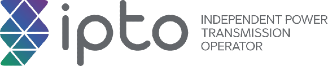 ipto
INDEPENDENT POWER
TRANSMISSION
OPERATOR